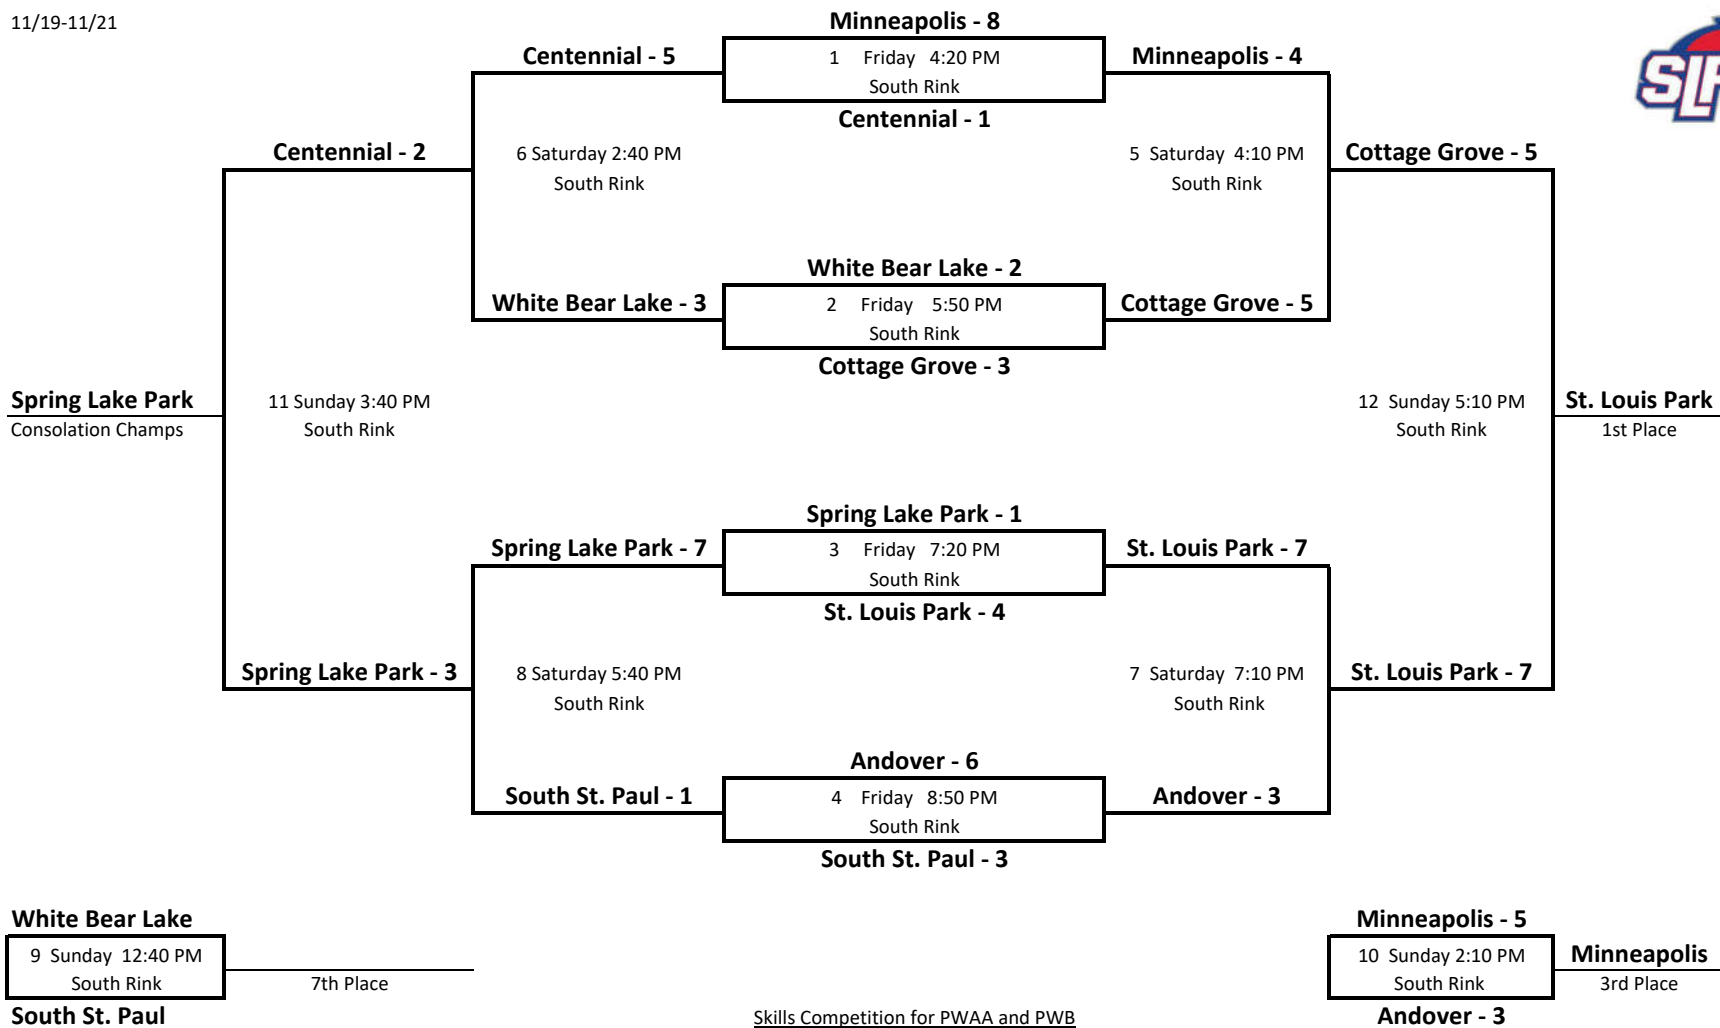 11/19-11/21
Minneapolis - 8
Centennial - 5
1 Friday 4:20 PM
Minneapolis - 4
South Rink
Centennial - 1
Centennial - 2
6 Saturday 2:40 PM
5 Saturday 4:10 PM
Cottage Grove - 5
South Rink
South Rink
White Bear Lake - 2
White Bear Lake - 3
2 Friday 5:50 PM
Cottage Grove - 5
South Rink
Cottage Grove - 3
Spring Lake Park
11 Sunday 3:40 PM
12 Sunday 5:10 PM
St. Louis Park
Consolation Champs
South Rink
South Rink
1st Place
Spring Lake Park - 1
Spring Lake Park - 7
3 Friday 7:20 PM
St. Louis Park - 7
South Rink
St. Louis Park - 4
Spring Lake Park - 3
8 Saturday 5:40 PM
7 Saturday 7:10 PM
St. Louis Park - 7
South Rink
South Rink
Andover - 6
South St. Paul - 1
4 Friday 8:50 PM
Andover - 3
South Rink
South St. Paul - 3
White Bear Lake
Minneapolis - 5
9 Sunday 12:40 PM
10 Sunday 2:10 PM
Minneapolis
South Rink
7th Place
South Rink
3rd Place
South St. Paul
Skills Competition for PWAA and PWB
Andover - 3